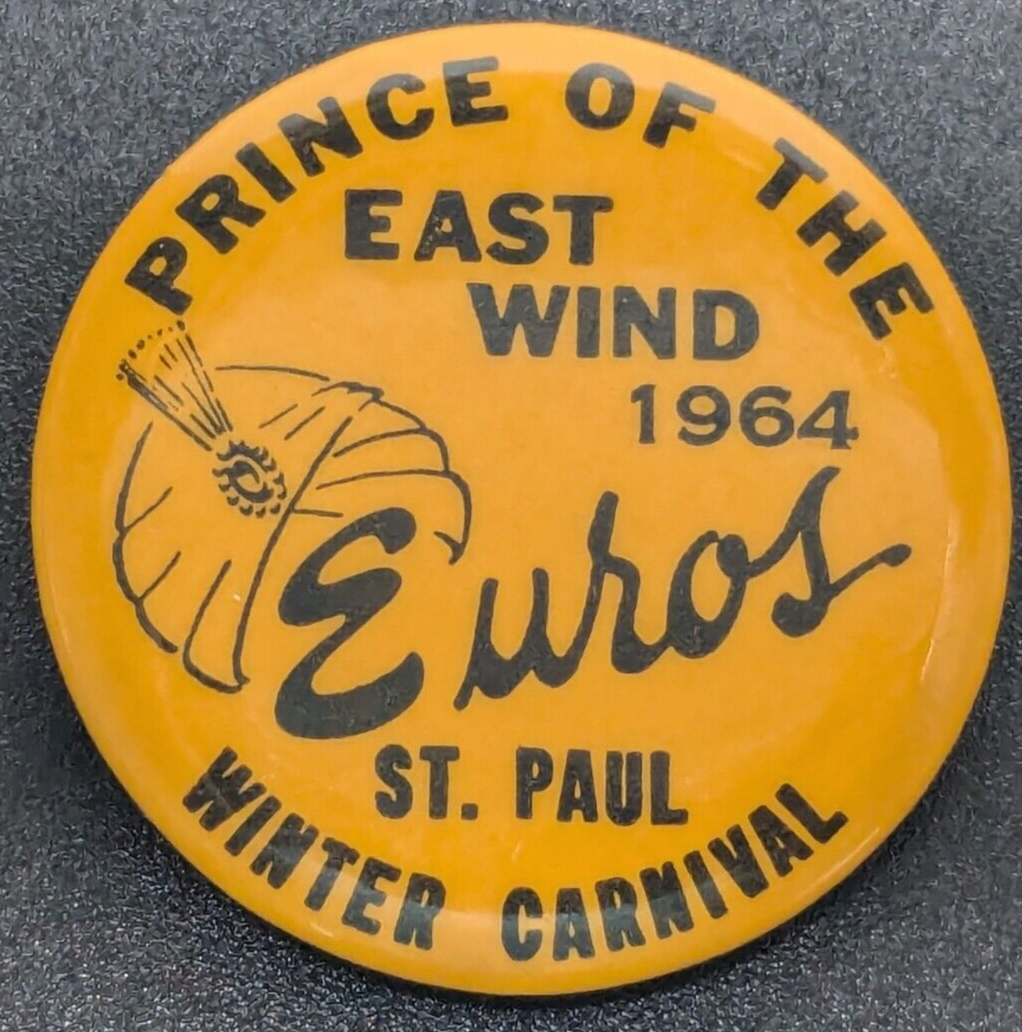 PRINCE OF THE
EAST
WIND
1964
Euros
ST. PAUL
WINTER CARNIVAL